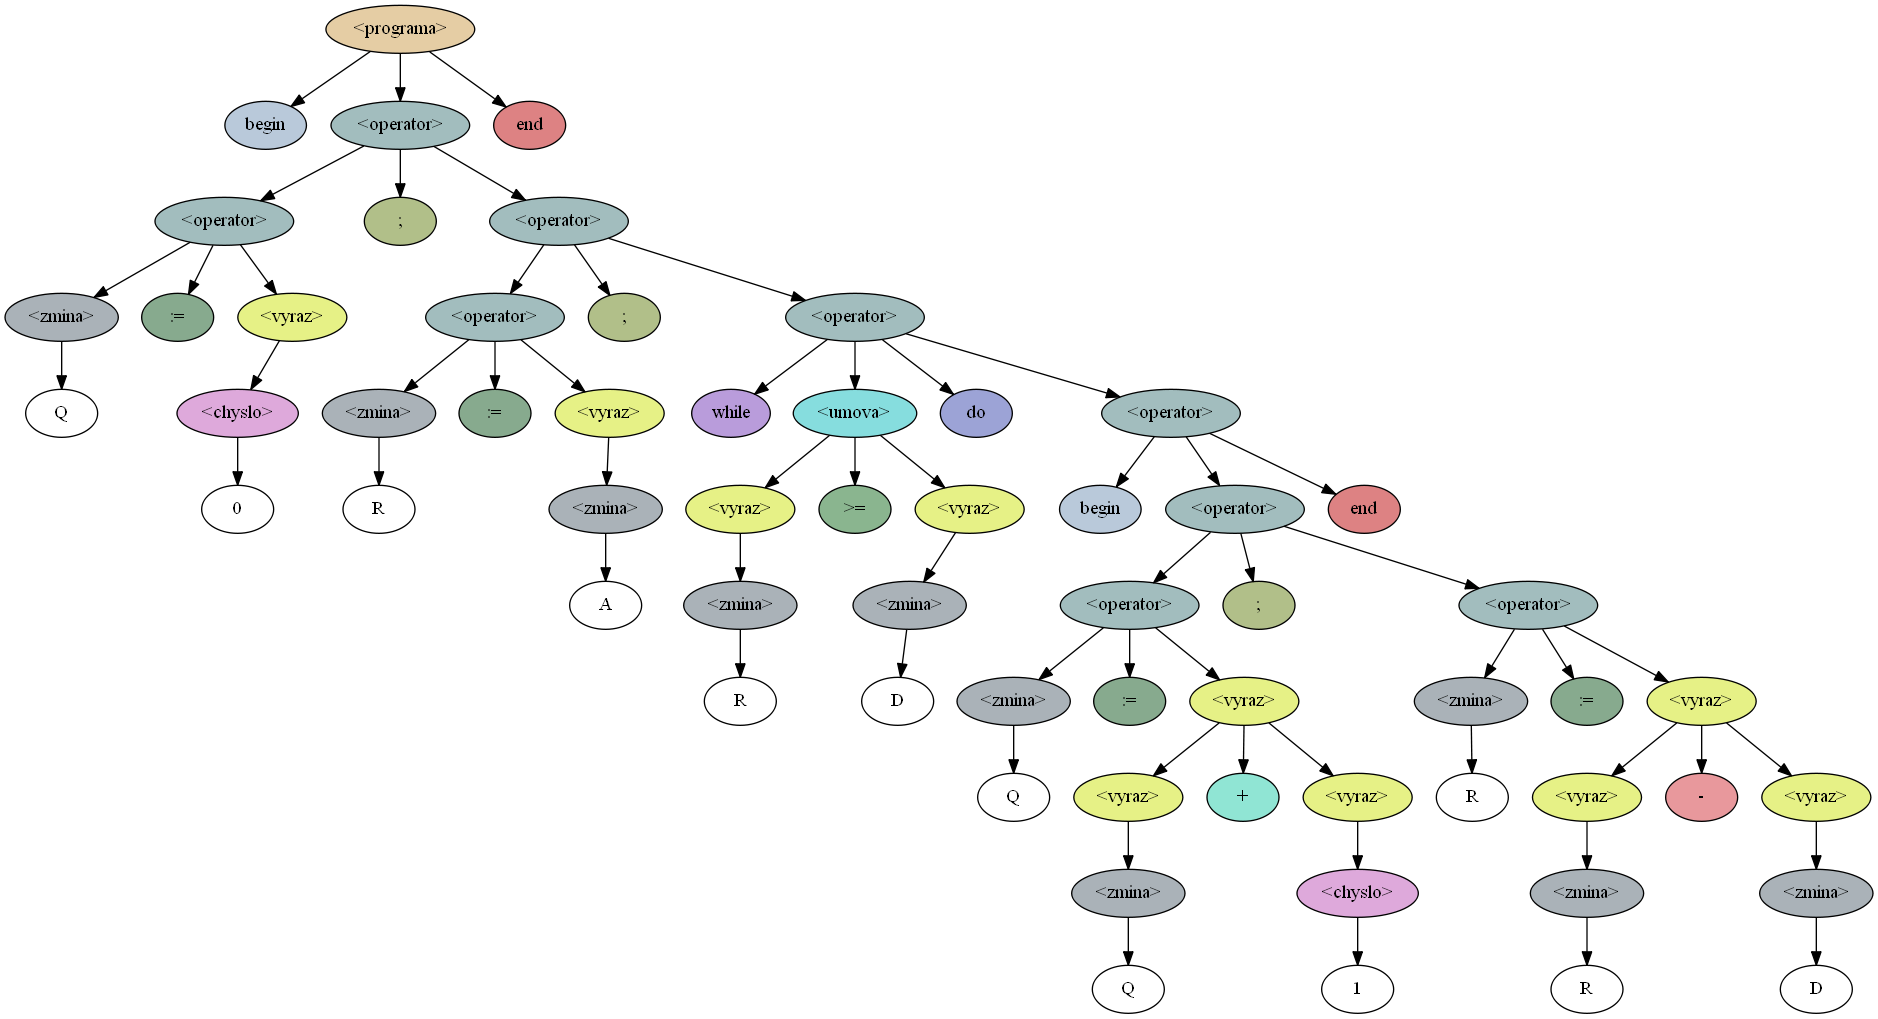 <programa>
begin <operator> end
<operator> ; <operator>
<zmina> := <vyraz> <operator> ; <operator>
Q <chyslo> <zmina> := <vyraz> while <umova> do <operator>
0 R <zmina> <vyraz> >= <vyraz> begin <operator> end
A <zmina> <zmina> <operator> ; <operator>
R D <zmina> := <vyraz> <zmina> := <vyraz>
Q <vyraz> + <vyraz> R <vyraz> - <vyraz>
<zmina> <chyslo> <zmina> <zmina>
Q 1 R D